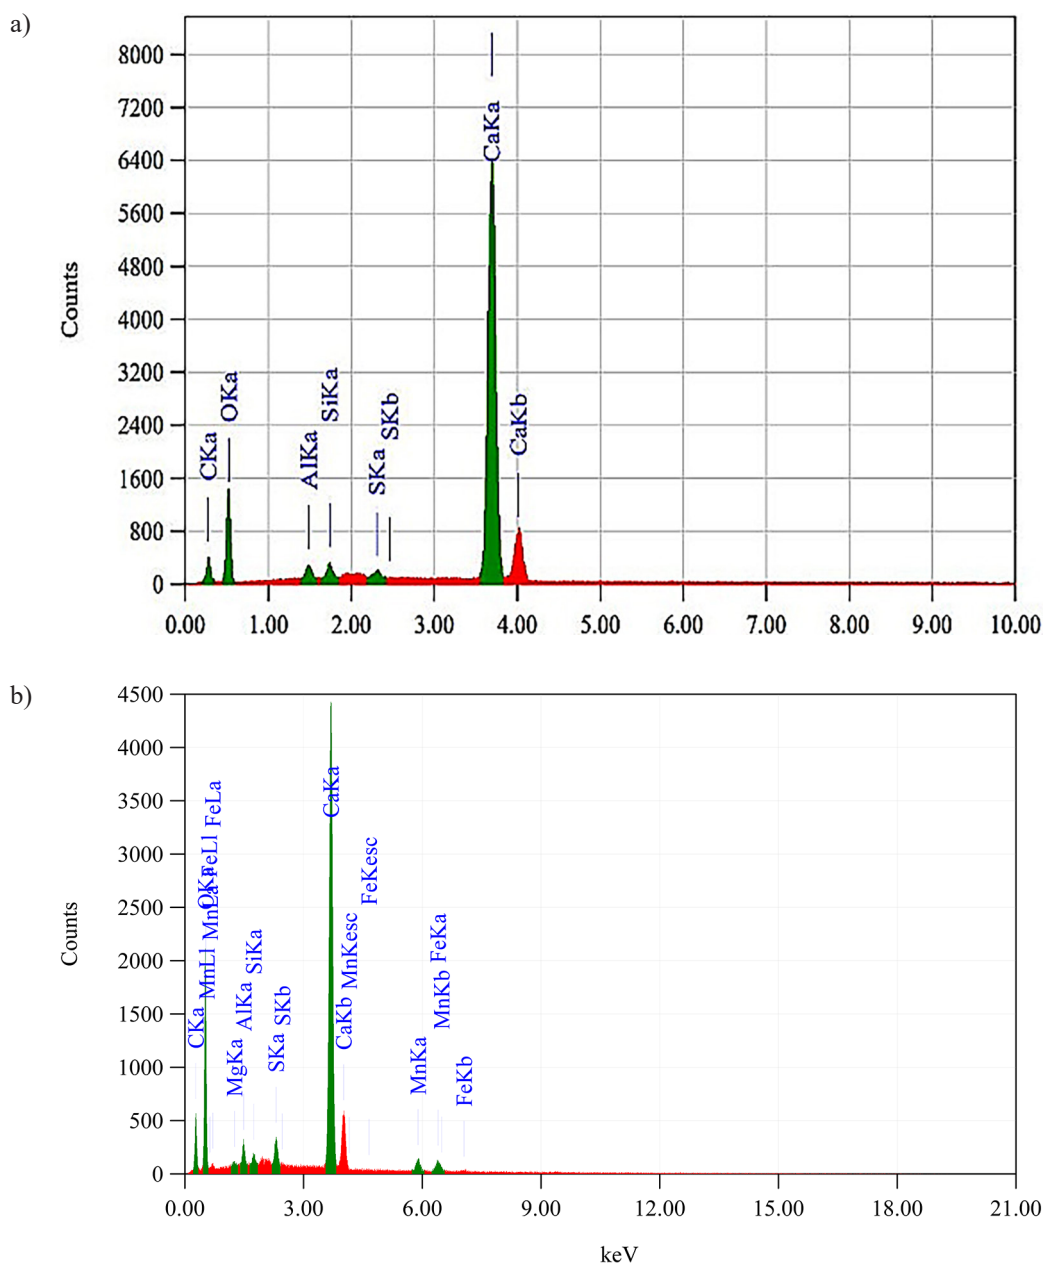 a)
8000
7200
6400
5600
4800
4000
3200
2400
1600
800
0
Counts
CKa
OKa
AlKa
SiKa
SKa
SKb
CaKa
CaKb
0.00 1.00 2.00 3.00 4.00 5.00 6.00 7.00 8.00 9.00 10.00
b)
4500
4000
3500
3000
2500
2000
1500
1000
500
0
Counts
CKa
MnLl
OKa
MnLa
FeLl
FeLa
MgKa
AlKa
SiKa
SKa
SKb
CaKa
CaKb
MnKesc
FeKesc
MnKa
MnKb
FeKa
FeKb
0.00 3.00 6.00 9.00 12.00 15.00 18.00 21.00
keV